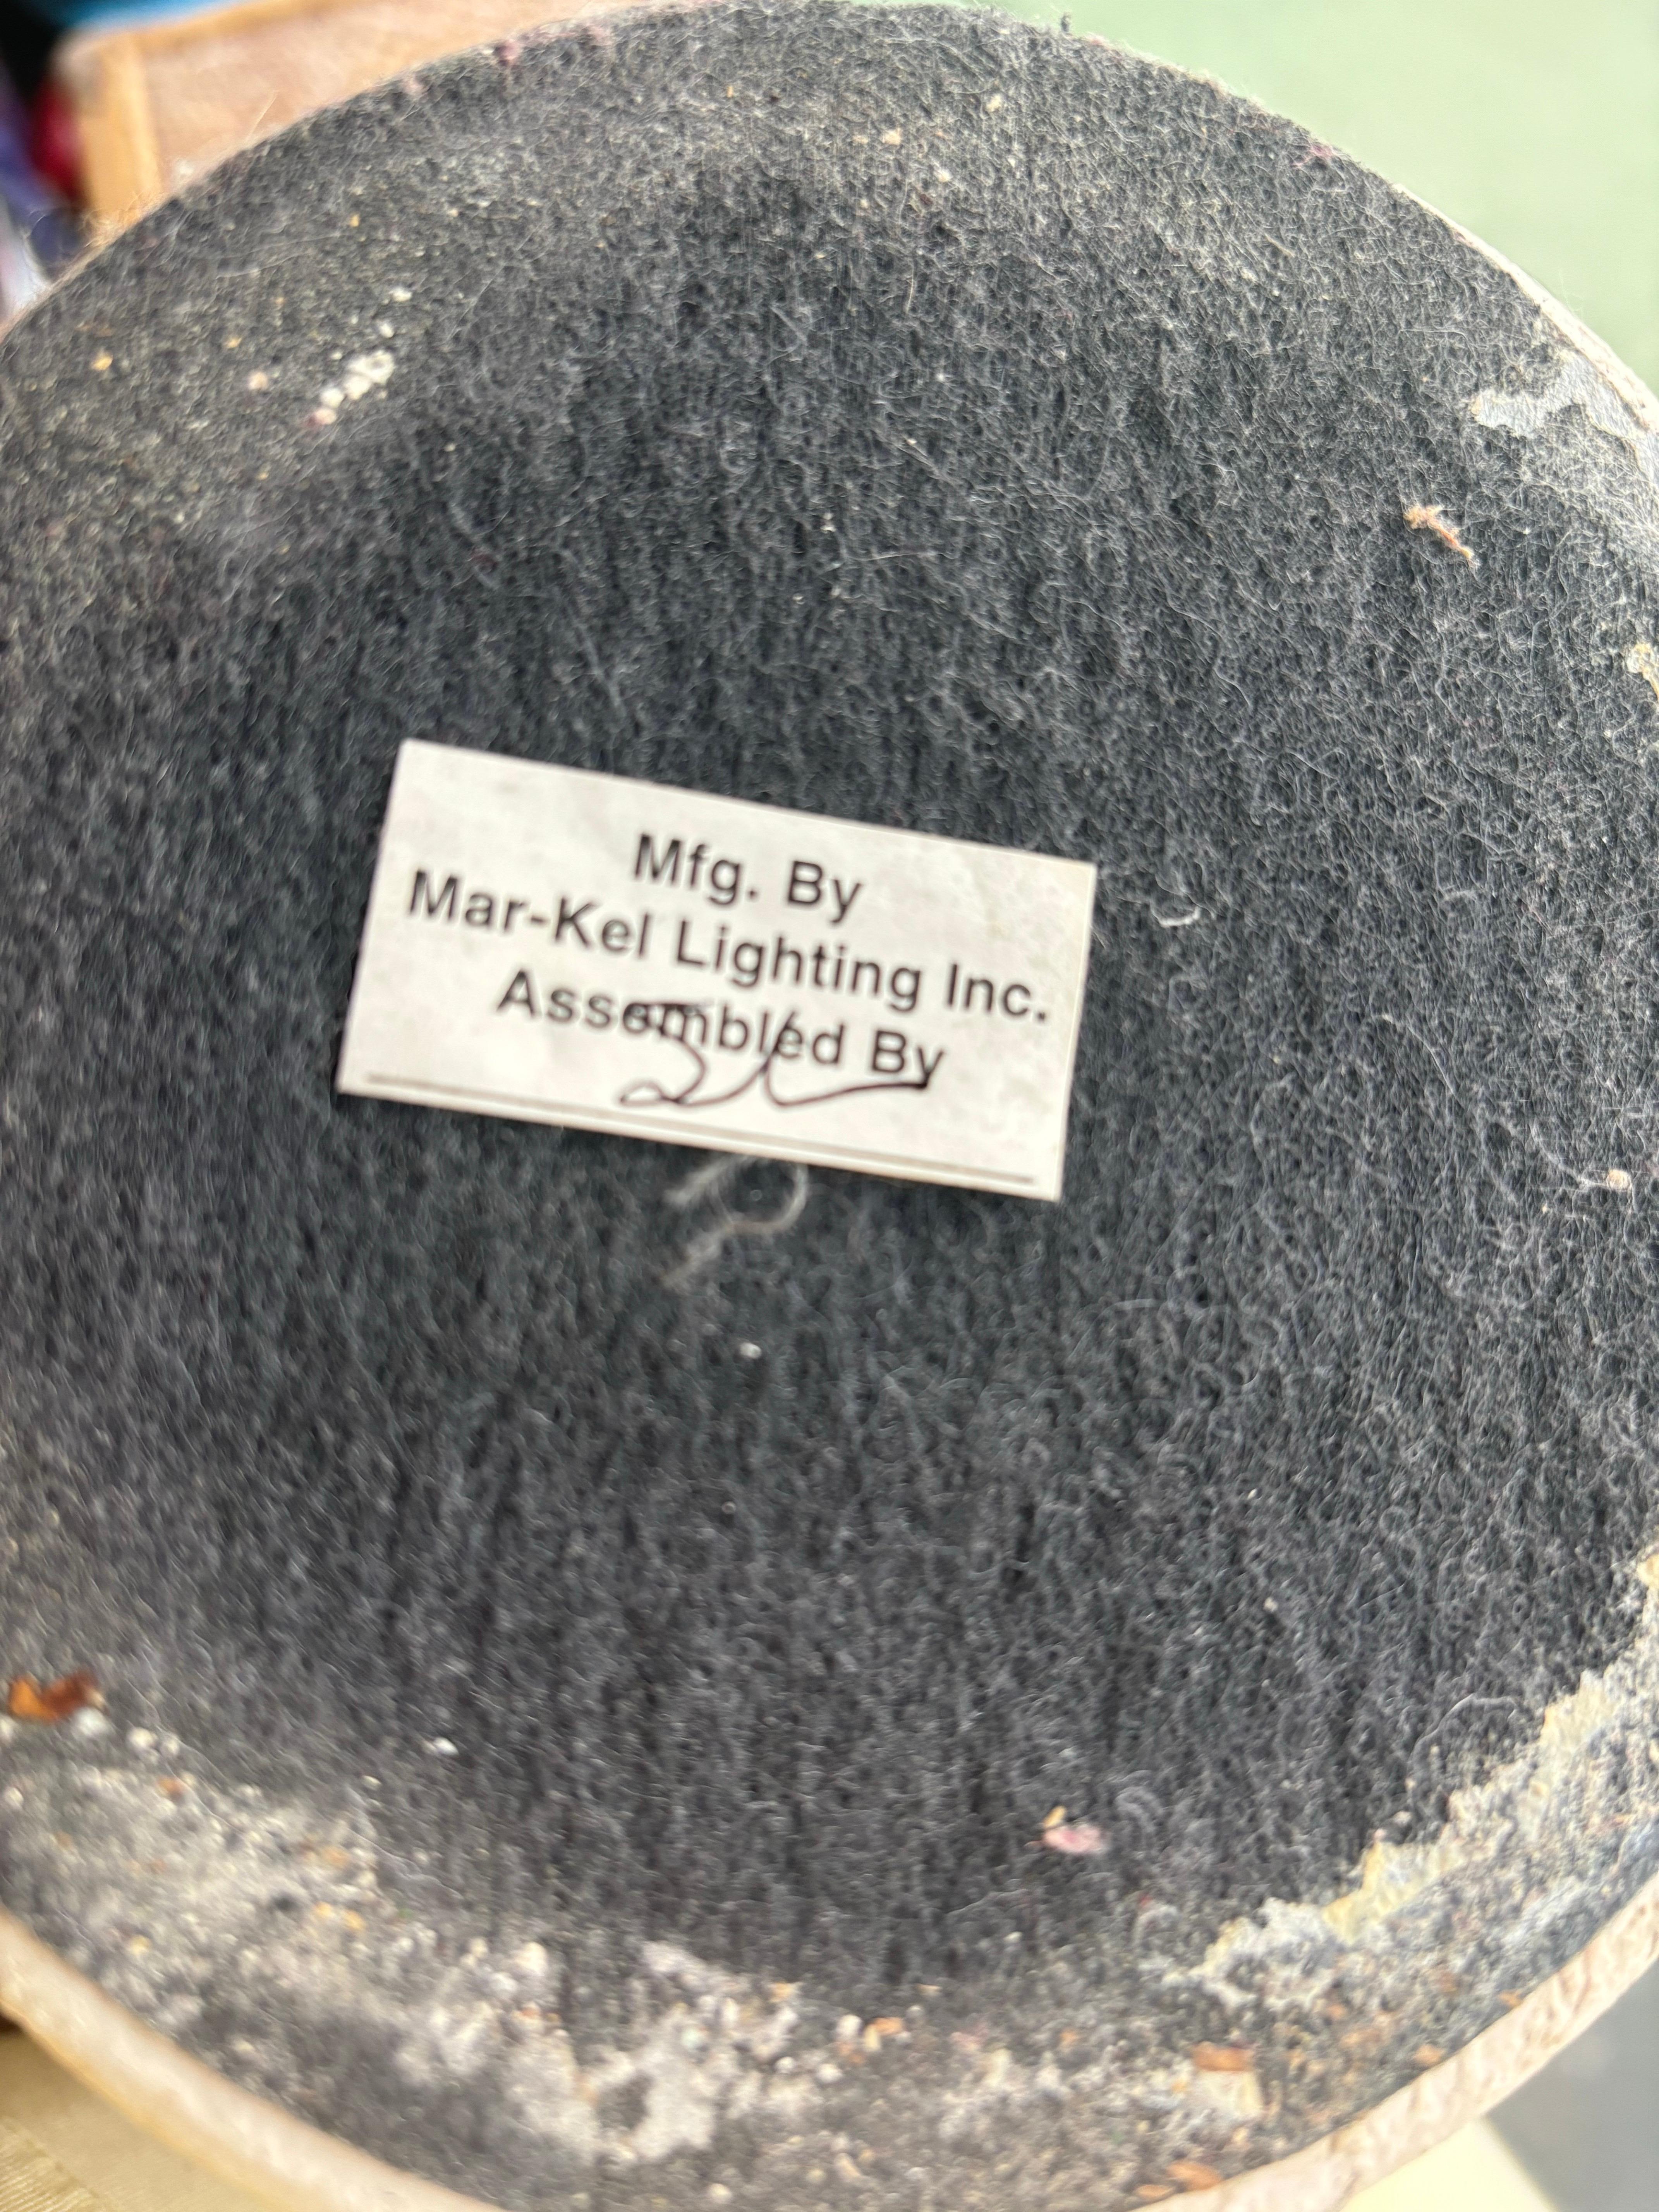 Mfg. By
Mar-Kel Lighting Inc.
Assembled By